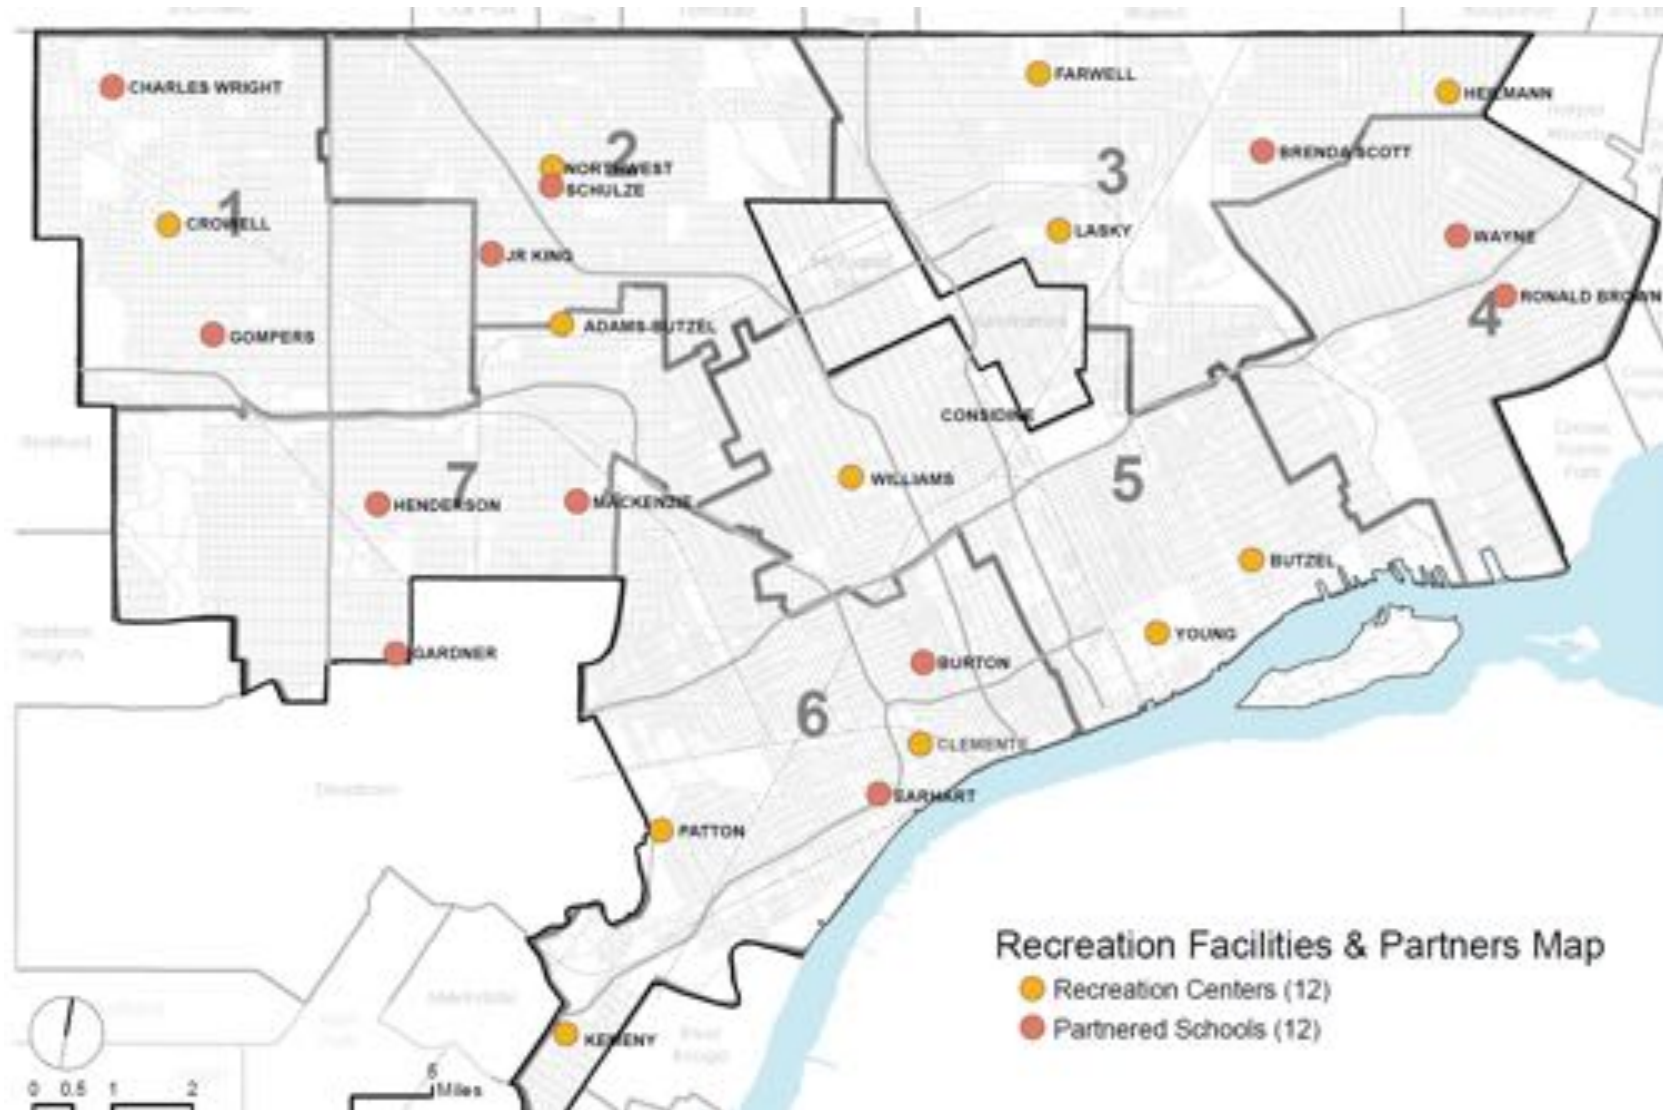 CHARLES WRIGHT
FARWELL
HEILMANN
2
NORTHWEST
SCHULZE
BRENDA SCOTT
3
1
CROWELL
LASKY
WAYNE
JR KING
RONALD BROWN
4
ADAMS-BUTZEL
GOMPERS
CONSIDINE
WILLIAMS
5
7
HENDERSON
MACKENZIE
BUTZEL
YOUNG
GARDNER
BURTON
6
CLEMENTE
EARHART
PATTON
Recreation Facilities & Partners Map
Recreation Centers (12)
Partnered Schools (12)
KEMENY
0 0.5 1 2
5
Miles